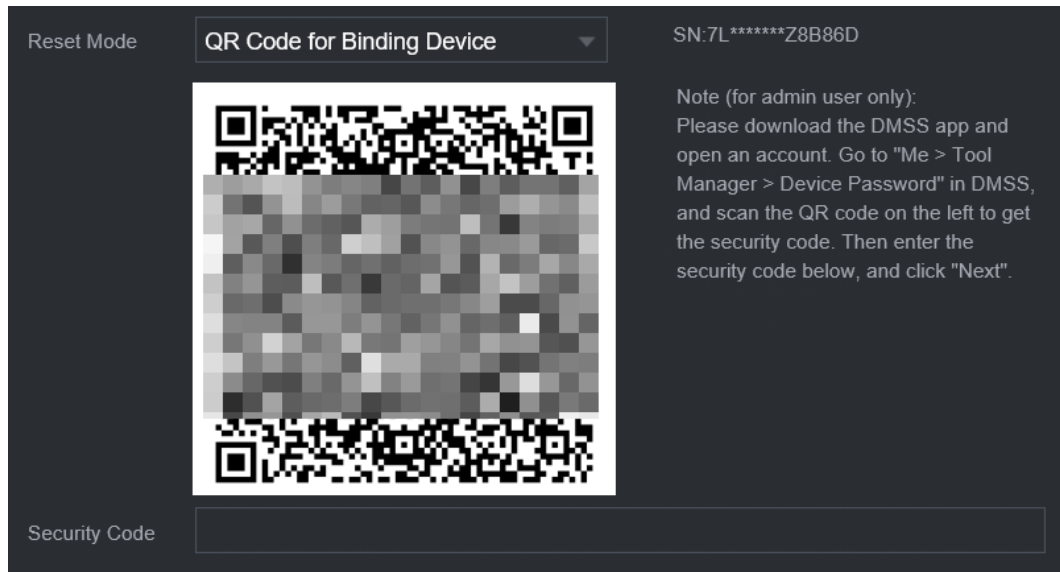 Reset Mode
QR Code for Binding Device
SN:7L*******Z8B86D
Note (for admin user only):
Please download the DMSS app and
open an account. Go to "Me > Tool
Manager > Device Password" in DMSS,
and scan the QR code on the left to get
the security code. Then enter the
security code below, and click "Next".
Security Code